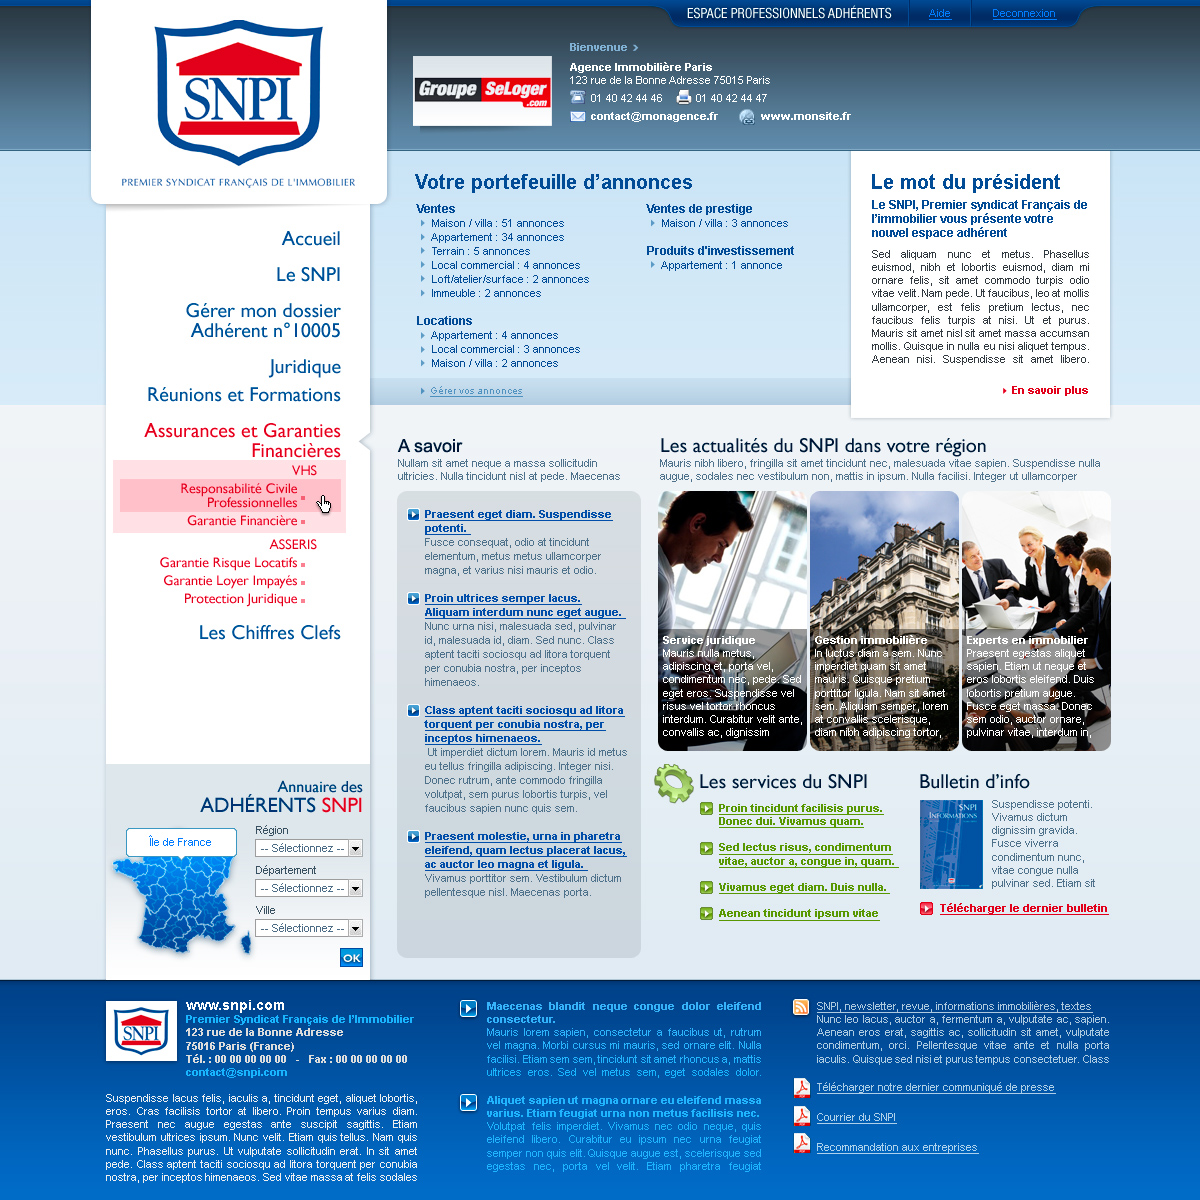 ESPACE PROFESSIONNELS ADHÉRENTS
Aide
Deconnexion
SNPI
PREMIER SYNDICAT FRANÇAIS DE L'IMMOBILIER
Groupe SeLoger.com
Bienvenue
Agence Immobilière Paris
123 rue de la Bonne Adresse 75015 Paris
01 40 42 44 46 01 40 42 44 47
contact@monagence.fr www.monsite.fr
Accueil
Le SNPI
Gérer mon dossier
Adhérent n°10005
Juridique
Réunions et Formations
Assurances et Garanties
Financières
VHS
Responsabilité Civile
Professionnelles
Garantie Financière
ASSERIS
Garantie Risque Locatifs
Garantie Loyer Impayés
Protection Juridique
Les Chiffres Clefs
Votre portefeuille d'annonces
Ventes
Maison / villa : 51 annonces
Appartement : 34 annonces
Terrain : 5 annonces
Local commercial : 4 annonces
Loft/atelier/surface : 2 annonces
Immeuble : 2 annonces
Locations
Appartement : 4 annonces
Local commercial : 3 annonces
Maison / villa : 2 annonces
Ventes de prestige
Maison / villa : 3 annonces
Produits d'investissement
Appartement : 1 annonce
Gérer vos annonces
Le mot du président
Le SNPI, Premier syndicat Français de
l'immobilier vous présente votre
nouvel espace adhérent
Sed aliquam nunc et metus. Phasellus
euismod, nibh et lobortis euismod, diam mi
ornare felis, sit amet commodo turpis odio
vitae velit. Nam pede. Ut faucibus, leo at mollis
ullamcorper, est felis pretium lectus, nec
faucibus felis turpis at nisi. Ut et purus.
Mauris sit amet nisl sit amet massa accumsan
mollis. Quisque in nulla eu nisi aliquet tempus.
Aenean nisi. Suspendisse sit amet libero.
En savoir plus
A savoir
Nullam sit amet neque a massa sollicitudin
ultricies. Nulla tincidunt nisl at pede. Maecenas
Praesent eget diam. Suspendisse
potenti.
Fusce consequat, odio at tincidunt
elementum, metus metus ullamcorper
magna, et varius nisi mauris et odio.
Proin ultrices semper lacus.
Aliquam interdum nunc eget augue.
Nunc urna nisi, malesuada sed, pulvinar
id, malesuada id, diam. Sed nunc. Class
aptent taciti sociosqu ad litora torquent
per conubia nostra, per inceptos
himenaeos.
Class aptent taciti sociosqu ad litora
torquent per conubia nostra, per
inceptos himenaeos.
Ut imperdiet dictum lorem. Mauris id metus
eu tellus fringilla adipiscing. Integer nisi.
Donec rutrum, ante commodo fringilla
volutpat, sem purus lobortis turpis, vel
faucibus sapien nunc quis sem.
Praesent molestie, urna in pharetra
eleifend, quam lectus placerat lacus,
ac auctor leo magna et ligula.
Vivamus porttitor sem. Vestibulum dictum
pellentesque nisl. Maecenas porta.
Les actualités du SNPI dans votre région
Mauris nibh libero, fringilla sit amet tincidunt nec, malesuada vitae sapien. Suspendisse nulla
augue, sodales nec vestibulum non, mattis in ipsum. Nulla facilisi. Integer ut ullamcorper
Service juridique
Mauris nulla metus,
adipiscing et, porta vel,
condimentum nec, pede. Sed
eget eros. Suspendisse vel
risus vel tortor rhoncus
interdum. Curabitur velit ante,
convallis ac, dignissim
Gestion immobilière
In luctus diam a sem. Nunc
imperdiet quam sit amet
mauris. Quisque pretium
porttitor ligula. Nam sit amet
sem. Aliquam semper, lorem
at convallis scelerisque,
diam nibh adipiscing tortor,
Experts en immobilier
Praesent egestas aliquet
sapien. Etiam ut neque et
eros lobortis eleifend. Duis
lobortis pretium augue.
Fusce eget massa. Donec
sem odio, auctor ornare,
pulvinar vitae, interdum in,
Les services du SNPI
Proin tincidunt facilisis purus.
Donec dui. Vivamus quam.
Sed lectus risus, condimentum
vitae, auctor a, congue in, quam.
Vivamus eget diam. Duis nulla.
Aenean tincidunt ipsum vitae
Bulletin d'info
SNPI
INFORMATIONS
Suspendisse potenti.
Vivamus dictum
dignissim gravida.
Fusce viverra
condimentum nunc,
vitae congue nulla
pulvinar sed. Etiam sit
Télécharger le dernier bulletin
Annuaire des
ADHÉRENTS SNPI
Île de France
Région
-- Sélectionnez --
Département
-- Sélectionnez --
Ville
-- Sélectionnez --
OK
SNPI
www.snpi.com
Premier Syndicat Français de l'Immobilier
123 rue de la Bonne Adresse
75016 Paris (France)
Tél. : 00 00 00 00 00 - Fax : 00 00 00 00 00
contact@snpi.com
Suspendisse lacus felis, iaculis a, tincidunt eget, aliquet lobortis,
eros. Cras facilisis tortor at libero. Proin tempus varius diam.
Praesent nec augue egestas ante suscipit sagittis. Etiam
vestibulum ultrices ipsum. Nunc velit. Etiam quis tellus. Nam quis
nunc. Phasellus purus. Ut vulputate sollicitudin erat. In sit amet
pede. Class aptent taciti sociosqu ad litora torquent per conubia
nostra, per inceptos himenaeos. Sed vitae massa at felis sodales
Maecenas blandit neque congue dolor eleifend
consectetur.
Mauris lorem sapien, consectetur a faucibus ut, rutrum
vel magna. Morbi cursus mi mauris, sed ornare elit. Nulla
facilisi. Etiam sem sem, tincidunt sit amet rhoncus a, mattis
ultrices eros. Sed vel metus sem, eget sodales dolor.
Aliquet sapien ut magna ornare eu eleifend massa
varius. Etiam feugiat urna non metus facilisis nec.
Volutpat felis imperdiet. Vivamus nec odio neque, quis
eleifend libero. Curabitur eu ipsum nec urna feugiat
semper non quis elit. Quisque augue est, scelerisque sed
egestas nec, porta vel velit. Etiam pharetra feugiat
SNPI, newsletter, revue, informations immobilières, textes
Nunc leo lacus, auctor a, fermentum a, vulputate ac, sapien.
Aenean eros erat, sagittis ac, sollicitudin sit amet, vulputate
condimentum, orci. Pellentesque vitae ante et nulla porta
iaculis. Quisque sed nisi et purus tempus consectetuer. Class
Télécharger notre dernier communiqué de presse
Courrier du SNPI
Recommandation aux entreprises